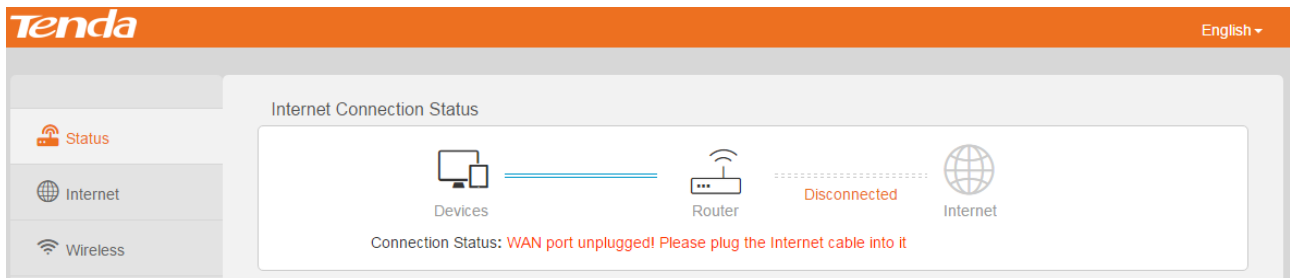 Tenda
English
Internet Connection Status
Status
Internet
Wireless
Disconnected
Devices
Router
Internet
Connection Status: WAN port unplugged! Please plug the Internet cable into it